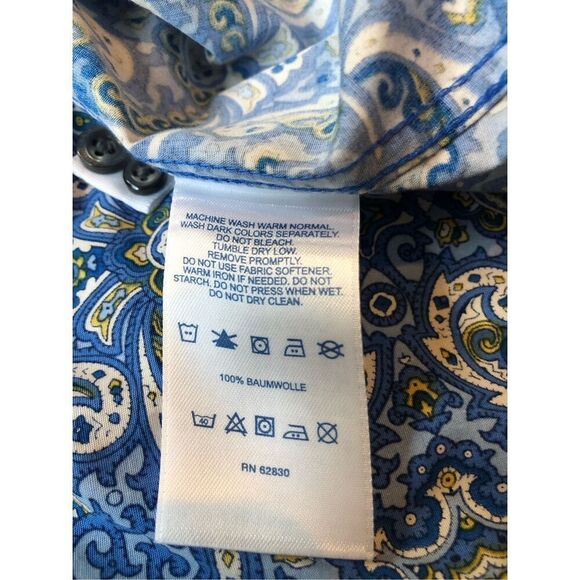 MACHINE WASH WARM NORMAL.
WASH DARK COLORS SEPARATELY.
DO NOT BLEACH.
TUMBLE DRY LOW.
REMOVE PROMPTLY.
DO NOT USE FABRIC SOFTENER.
WARM IRON IF NEEDED. DO NOT
STARCH. DO NOT PRESS WHEN WET.
DO NOT DRY CLEAN.
100% BAUMWOLLE
40
RN 62830